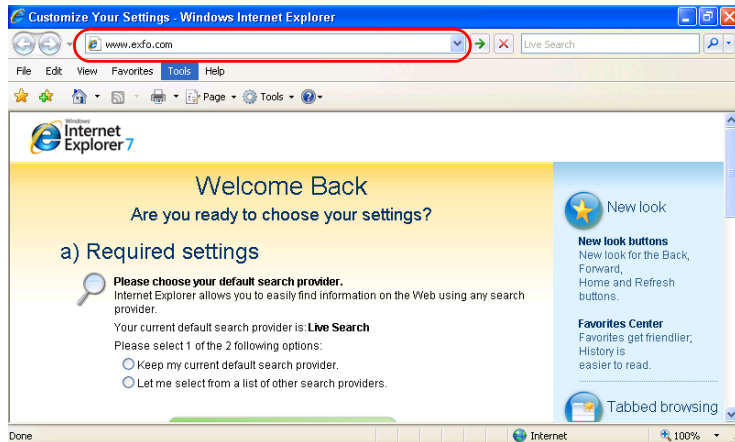 Customize Your Settings - Windows Internet Explorer
www.exfo.com
Live Search
File Edit View Favorites Tools Help
Page Tools
Windows
Internet
Explorer 7
Welcome Back
Are you ready to choose your settings?
a) Required settings
Please choose your default search provider.
Internet Explorer allows you to easily find information on the Web using any search
provider.
Your current default search provider is: Live Search
Please select 1 of the 2 following options:
Keep my current default search provider.
Let me select from a list of other search providers.
New look
New look buttons
New look for the Back,
Forward,
Home and Refresh
buttons.
Favorites Center
Favorites get friendlier;
History is
easier to read.
Tabbed browsing
Done
Internet
100%